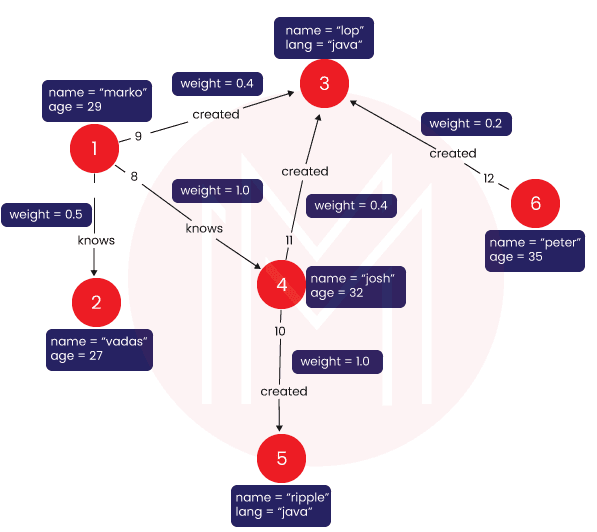 name = “lop”
lang = “java”
3
weight = 0.4
name = “marko”
age = 29
created
9
1
weight = 0.2
created
8
created
12
weight = 1.0
6
weight = 0.5
weight = 0.4
knows
knows
11
name = “peter”
age = 35
2
4
name = “josh”
age = 32
10
name = “vadas”
age = 27
weight = 1.0
created
5
name = “ripple”
lang = “java”